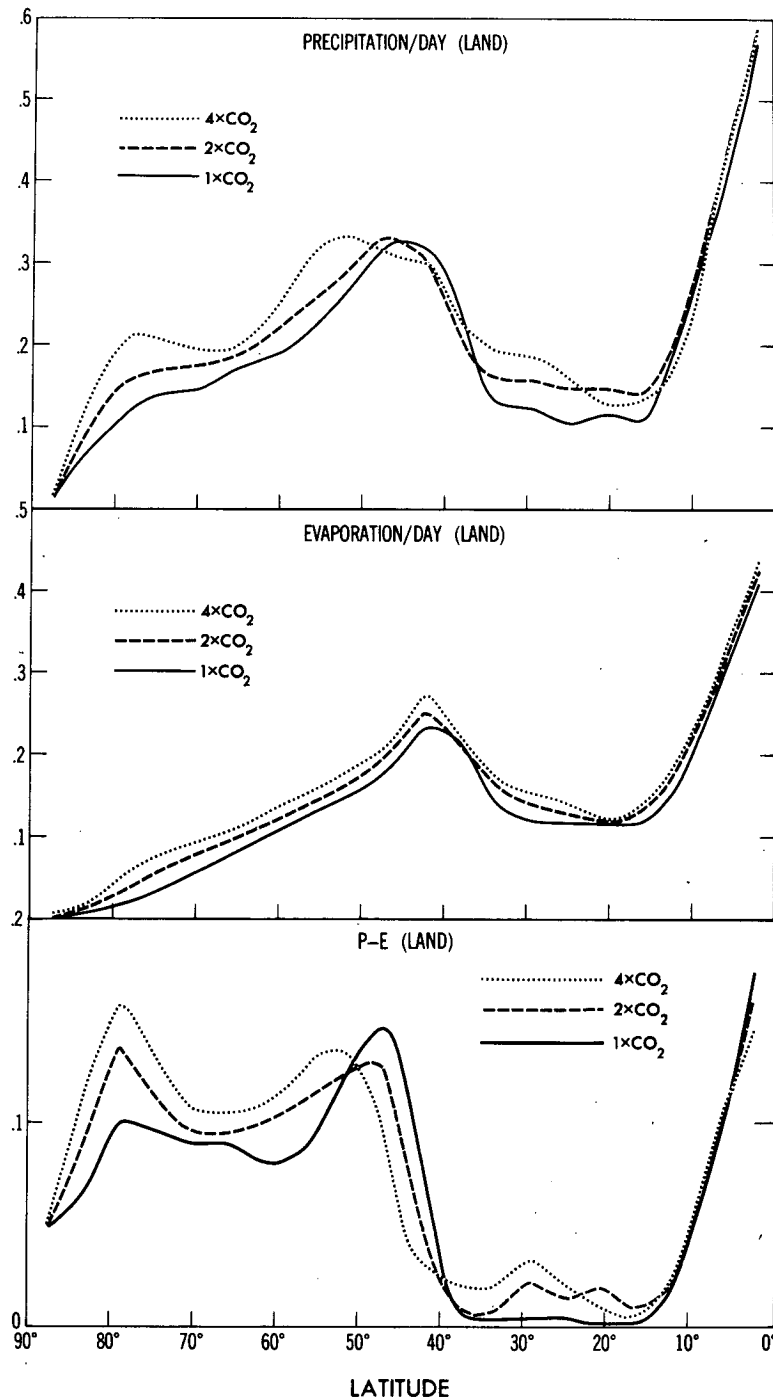 .6
PRECIPITATION/DAY (LAND)
4×CO₂
2×CO₂
1×CO₂
.5
.4
.3
.2
.1
.5
EVAPORATION/DAY (LAND)
4×CO₂
2×CO₂
1×CO₂
.4
.3
.2
.1
.2
P–E (LAND)
4×CO₂
2×CO₂
1×CO₂
.1
0
90° 80° 70° 60° 50° 40° 30° 20° 10° 0°
LATITUDE